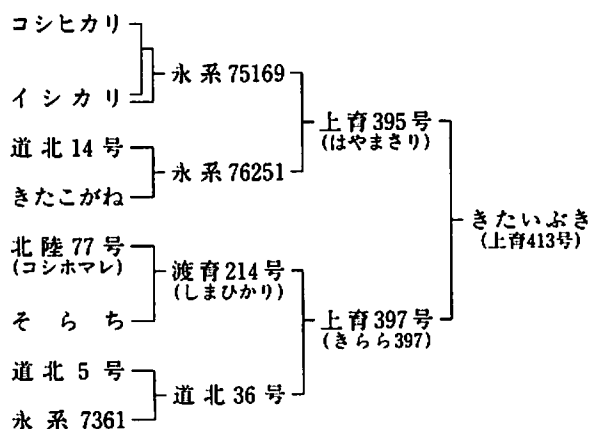 コシヒカリ
イシカリ
永系 75169
道北 14 号
きたこがね
永系 76251
上育 395 号
(はやまさり)
北陸 77 号
(コシホマレ)
そらち
渡育 214 号
(しまひかり)
道北 5 号
永系 7361
道北 36 号
上育 397 号
(きらら397)
きたいぶき
(上育413号)